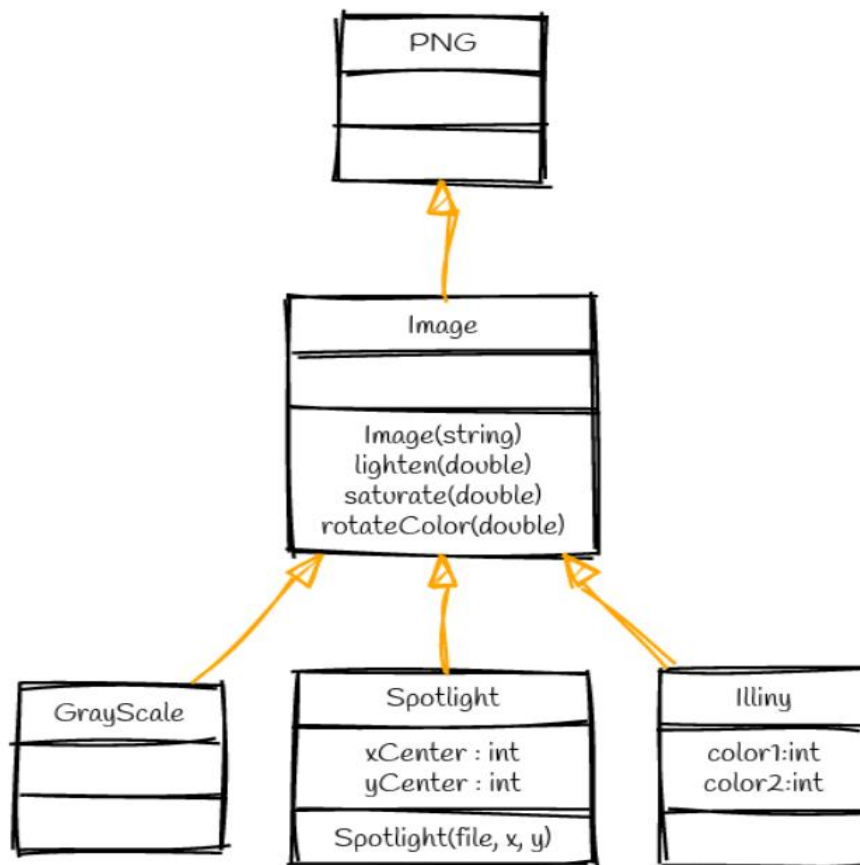 PNG
Image
Image(string)
lighten(double)
saturate(double)
rotateColor(double)
GrayScale
Spotlight
xCenter : int
yCenter : int
Spotlight(file, x, y)
Illiny
color1:int
color2:int